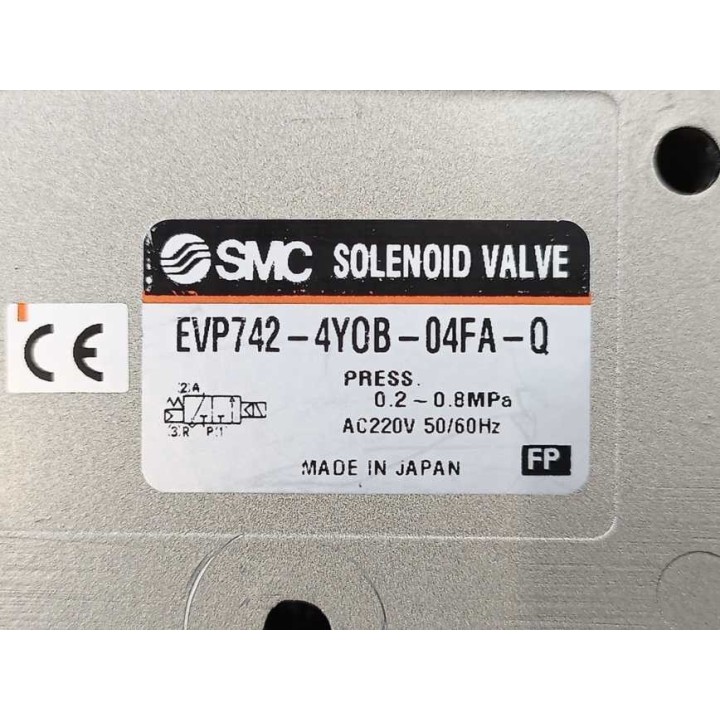 SMC SOLENOID VALVE
CE
EVP742-4YOB-04FA-Q
PRESS.
0.2~0.8MPa
(2)A
(3)R P(1)
AC220V 50/60Hz
MADE IN JAPAN
FP